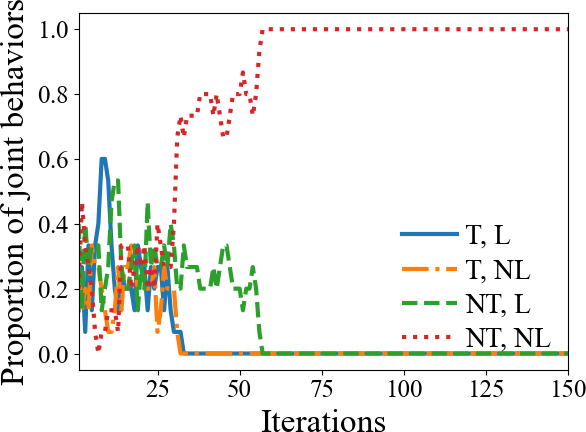 Proportion of joint behaviors
1.0
0.8
0.6
0.4
0.2
0.0
T, L
T, NL
NT, L
NT, NL
25 50 75 100 125 150
Iterations